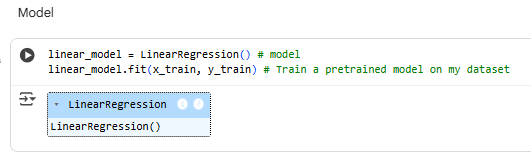 Model
linear_model = LinearRegression() # model
linear_model.fit(x_train, y_train) # Train a pretrained model on my dataset
LinearRegression
LinearRegression()